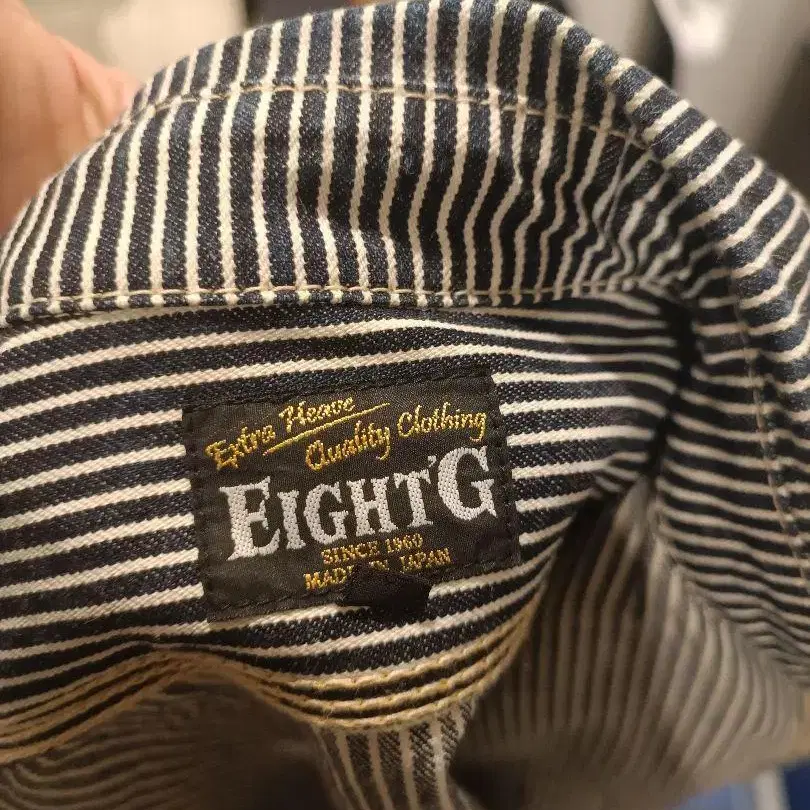 Extra Heave
Quality Clothing
EIGHT'G
SINCE 1960
MADE IN JAPAN